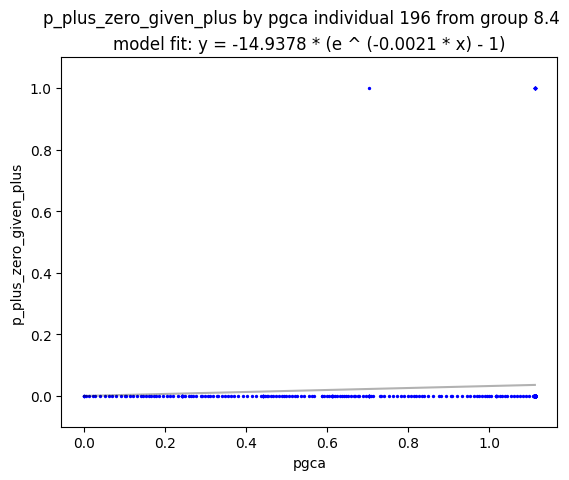 p_plus_zero_given_plus by pgca individual 196 from group 8.4
model fit: y = -14.9378 * (e ^ (-0.0021 * x) - 1)
1.0
0.8
0.6
0.4
0.2
0.0
p_plus_zero_given_plus
0.0 0.2 0.4 0.6 0.8 1.0
pgca